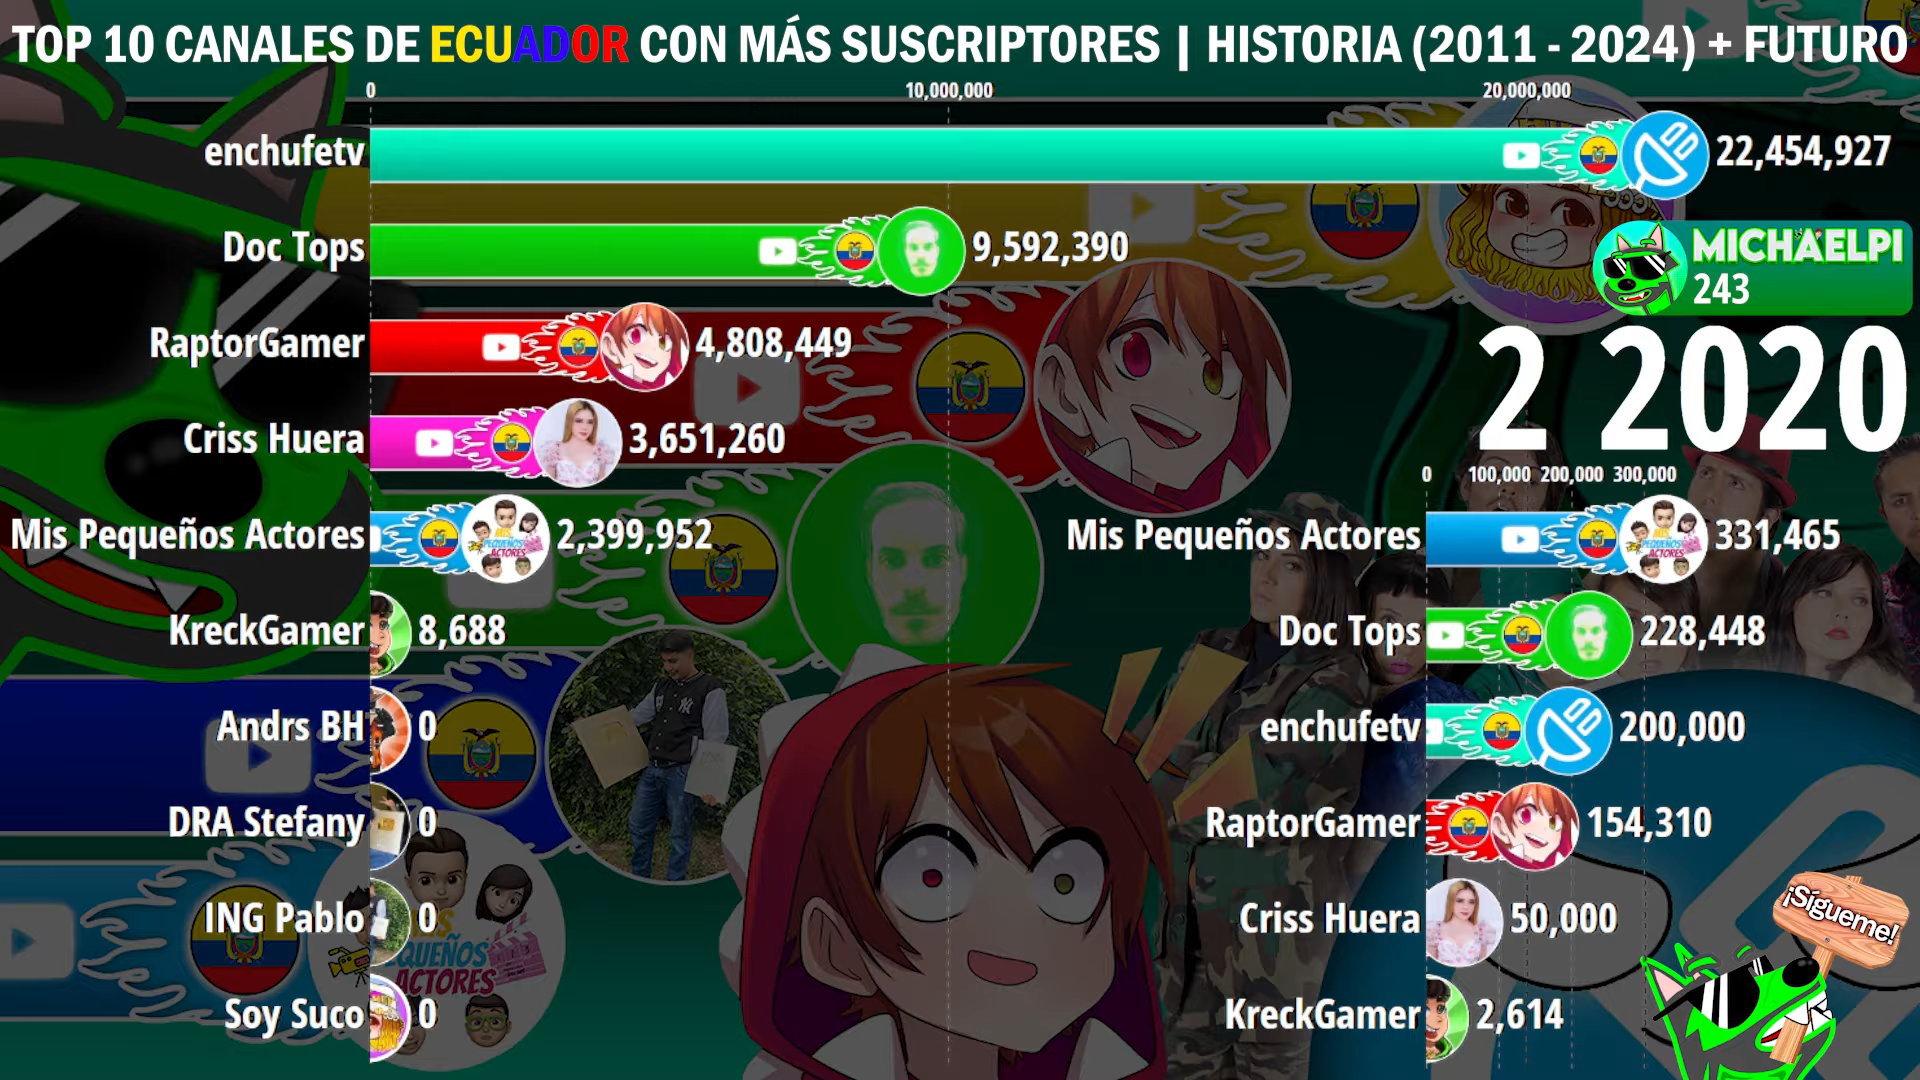 TOP 10 CANALES DE ECUADOR CON MÁS SUSCRIPTORES | HISTORIA (2011 - 2024) + FUTURO
0 10,000,000 20,000,000
enchufetv 22,454,927
Doc Tops 9,592,390
RaptorGamer 4,808,449
Criss Huera 3,651,260
Mis Pequeños Actores 2,399,952
KreckGamer 8,688
Andrs BH 0
DRA Stefany 0
ING Pablo 0
Soy Suco 0
MICHAELPI
243
2 2020
0 100,000 200,000 300,000
Mis Pequeños Actores 331,465
Doc Tops 228,448
enchufetv 200,000
RaptorGamer 154,310
Criss Huera 50,000
KreckGamer 2,614
¡Sígueme!
MIS
PEQUEÑOS
ACTORES